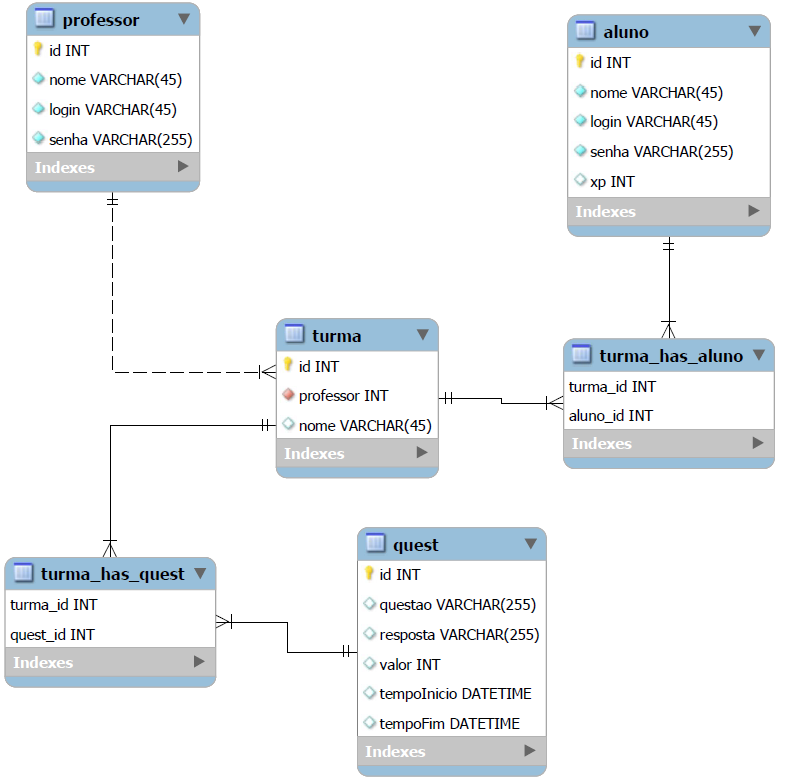 professor
id INT
nome VARCHAR(45)
login VARCHAR(45)
senha VARCHAR(255)
Indexes
aluno
id INT
nome VARCHAR(45)
login VARCHAR(45)
senha VARCHAR(255)
xp INT
Indexes
turma
id INT
professor INT
nome VARCHAR(45)
Indexes
turma_has_aluno
turma_id INT
aluno_id INT
Indexes
turma_has_quest
turma_id INT
quest_id INT
Indexes
quest
id INT
questao VARCHAR(255)
resposta VARCHAR(255)
valor INT
tempoInicio DATETIME
tempoFim DATETIME
Indexes